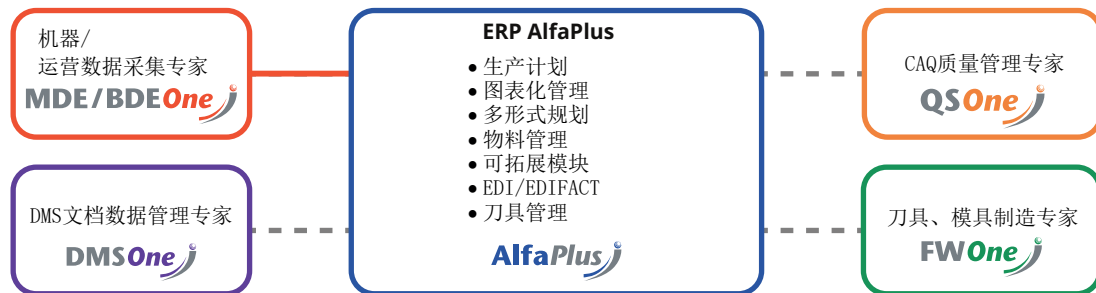 机器/
运营数据采集专家
MDE/BDEOne
DMS文档数据管理专家
DMSOne
ERP AlfaPlus
• 生产计划
• 图表化管理
• 多形式规划
• 物料管理
• 可拓展模块
• EDI/EDIFACT
• 刀具管理
AlfaPlus
CAQ质量管理专家
QSOne
刀具、模具制造专家
FWOne